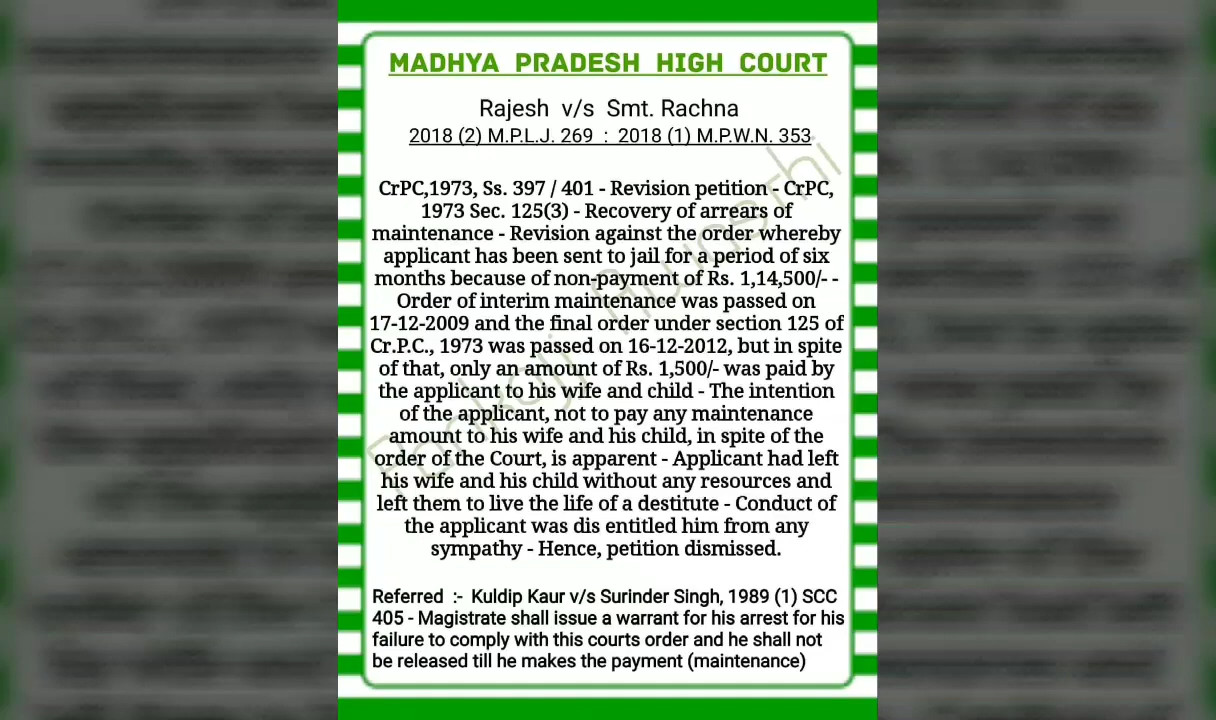 MADHYA PRADESH HIGH COURT
Rajesh v/s Smt. Rachna
2018 (2) M.P.L.J. 269 : 2018 (1) M.P.W.N. 353
CrPC,1973, Ss. 397 / 401 - Revision petition - CrPC,
1973 Sec. 125(3) - Recovery of arrears of
maintenance - Revision against the order whereby
applicant has been sent to jail for a period of six
months because of non-payment of Rs. 1,14,500/- -
Order of interim maintenance was passed on
17-12-2009 and the final order under section 125 of
Cr.P.C., 1973 was passed on 16-12-2012, but in spite
of that, only an amount of Rs. 1,500/- was paid by
the applicant to his wife and child - The intention
of the applicant, not to pay any maintenance
amount to his wife and his child, in spite of the
order of the Court, is apparent - Applicant had left
his wife and his child without any resources and
left them to live the life of a destitute - Conduct of
the applicant was dis entitled him from any
sympathy - Hence, petition dismissed.
Referred :- Kuldip Kaur v/s Surinder Singh, 1989 (1) SCC
405 - Magistrate shall issue a warrant for his arrest for his
failure to comply with this courts order and he shall not
be released till he makes the payment (maintenance)